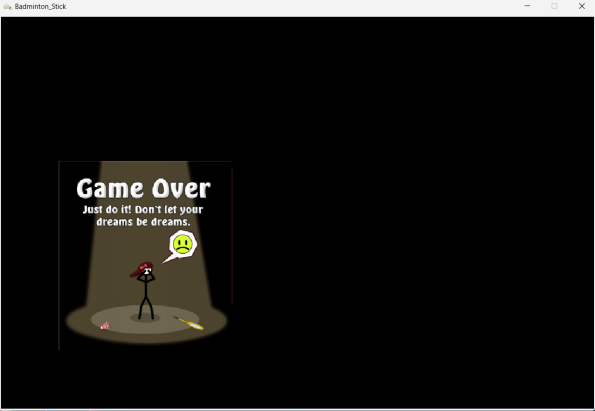 Badminton_Stick
Game Over
Just do it! Don't let your
dreams be dreams.